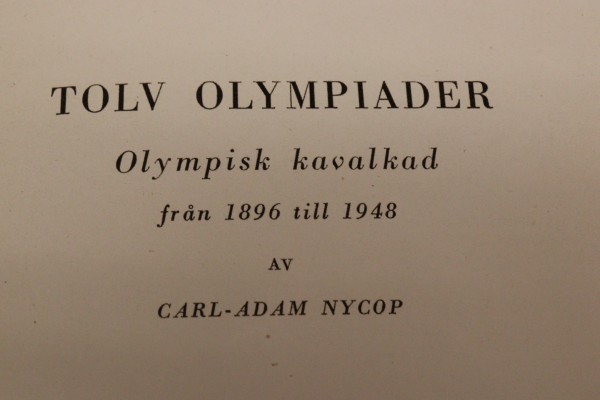 TOLV OLYMPIADER
Olympisk kavalkad
från 1896 till 1948
AV
CARL-ADAM NYCOP